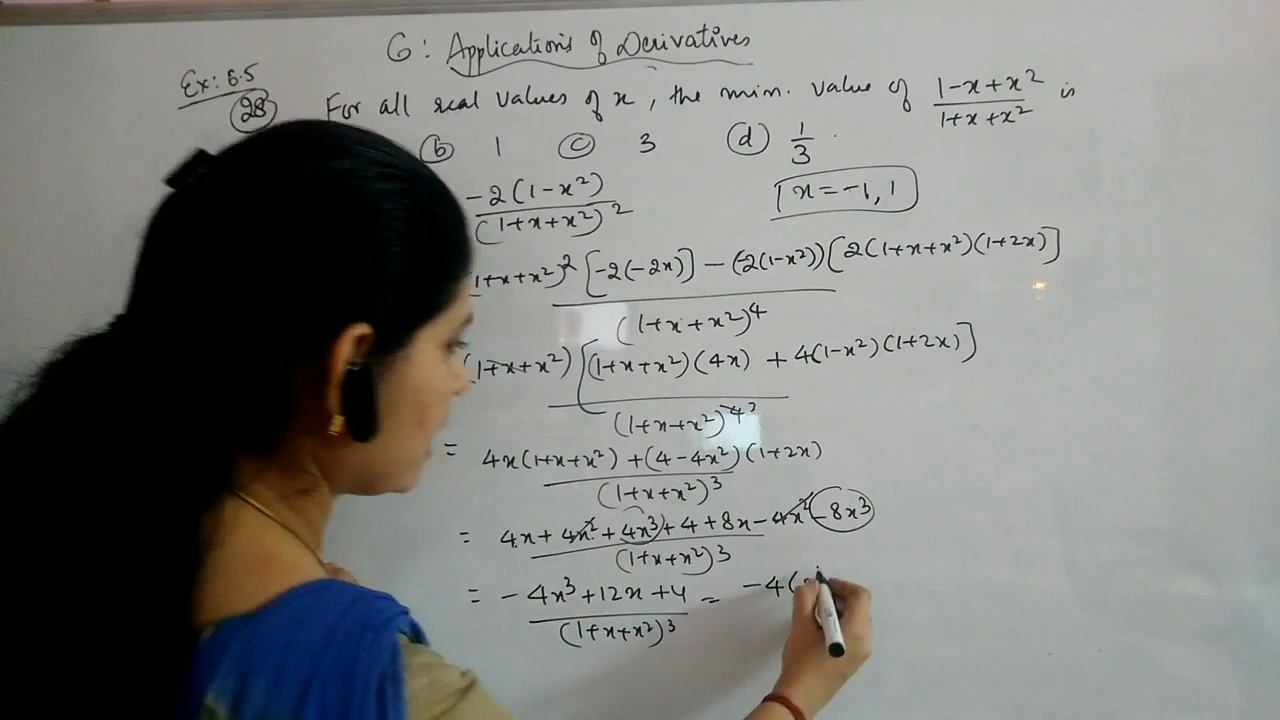 6: Applications of Derivatives
Ex: 6.5
28 For all real values of x, the min. value of (1-x+x²)/(1+x+x²) is
b 1 c 3 d 1/3.
-2(1-x²)/(1+x+x²)² x=-1,1
1+x+x²)²[-2(-2x)] - (-2(1-x²))[2(1+x+x²)(1+2x)]/(1+x+x²)⁴
(1+x+x²)[(1+x+x²)(4x) + 4(1-x²)(1+2x)]/(1+x+x²)⁴ ³
= 4x(1+x+x²) + (4-4x²)(1+2x)/(1+x+x²)³
= 4x+4x²+4x³+4+8x-4x²-8x³/(1+x+x²)³
= -4x³+12x+4/(1+x+x²)³ = -4(